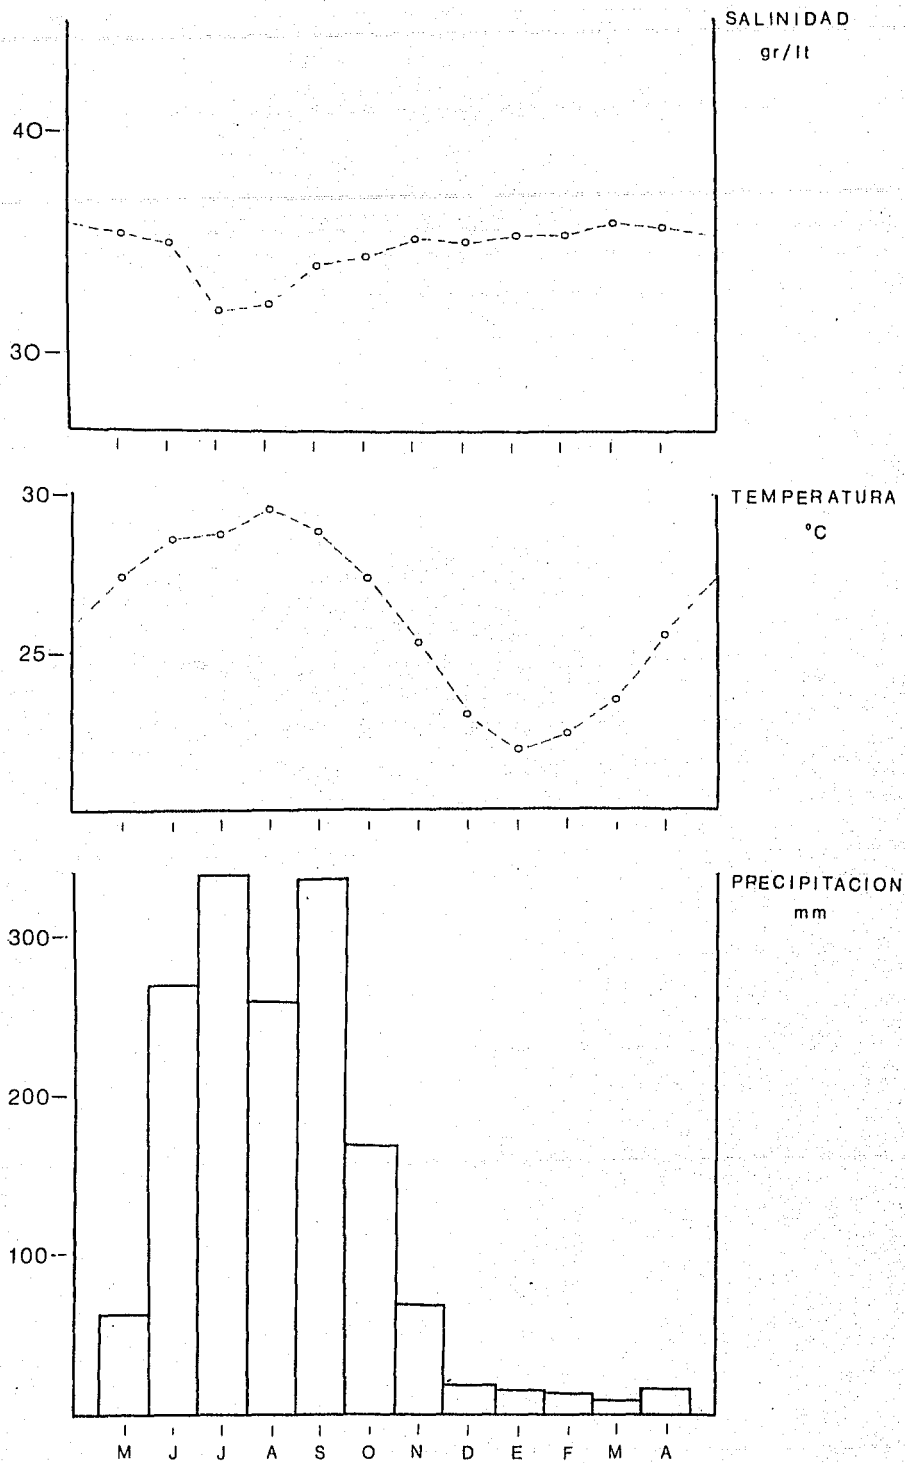 SALINIDAD
gr/lt
40
30
TEMPERATURA
°C
30
25
PRECIPITACION
mm
300
200
100
M J J A S O N D E F M A